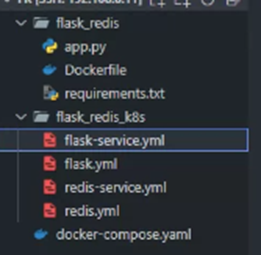 flask_redis
app.py
Dockerfile
requirements.txt
flask_redis_k8s
flask-service.yml
flask.yml
redis-service.yml
redis.yml
docker-compose.yaml